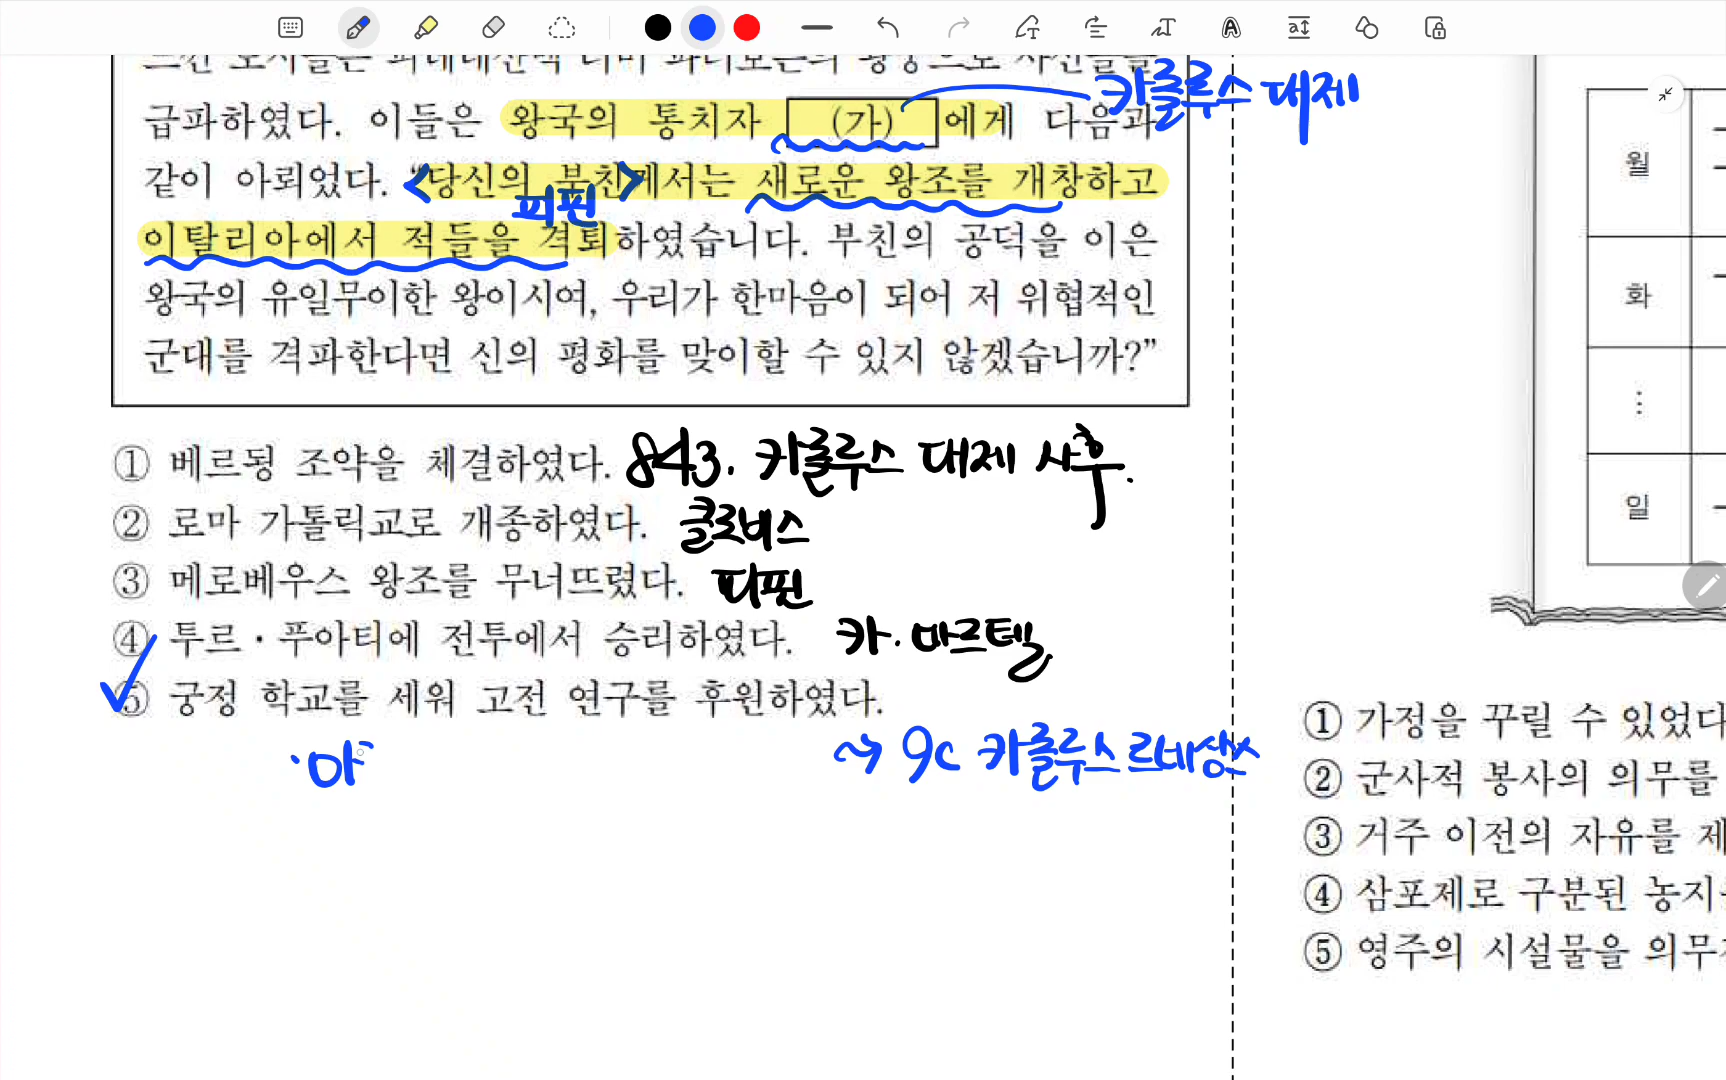 급파하였다. 이들은 왕국의 통치자 (가) 에게 다음과
카롤루스 대제
같이 아뢰었다. “당신의 부친께서는 새로운 왕조를 개창하고
피핀
이탈리아에서 적들을 격퇴하였습니다. 부친의 공덕을 이은
왕국의 유일무이한 왕이시여, 우리가 한마음이 되어 저 위협적인
군대를 격파한다면 신의 평화를 맞이할 수 있지 않겠습니까?”
① 베르됭 조약을 체결하였다. 843. 카롤루스 대제 사후.
② 로마 가톨릭교로 개종하였다. 클로비스
③ 메로베우스 왕조를 무너뜨렸다. 피핀
④ 투르·푸아티에 전투에서 승리하였다. 카. 마르텔
⑤ 궁정 학교를 세워 고전 연구를 후원하였다.
→ 9c 카롤루스 르네상스
월
화
⋮
일
① 가정을 꾸릴 수 있었다
② 군사적 봉사의 의무를
③ 거주 이전의 자유를 제
④ 삼포제로 구분된 농지
⑤ 영주의 시설물을 의무